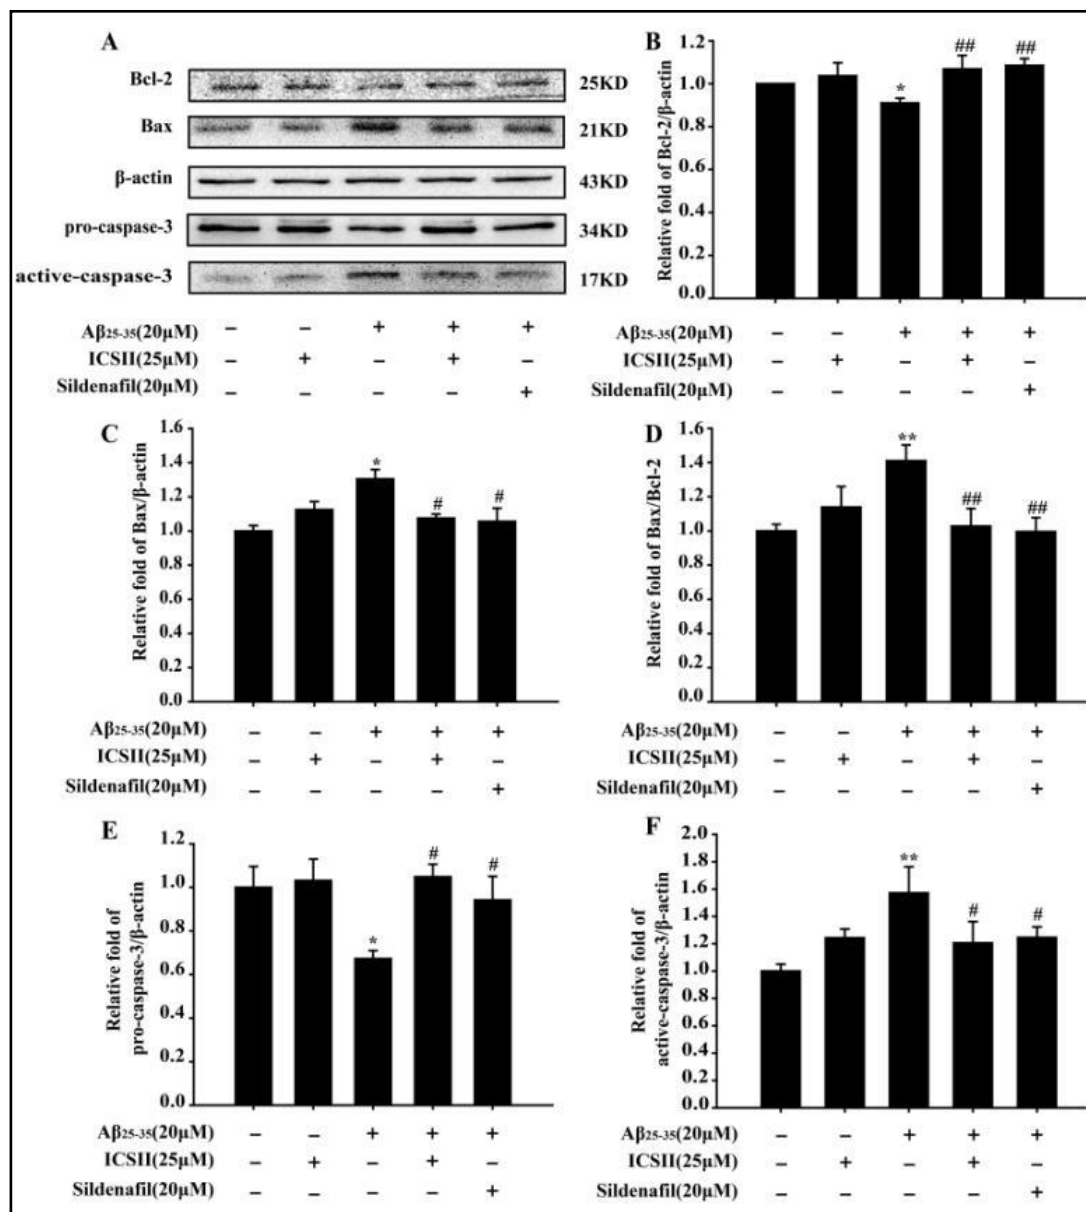 A
Bcl-2 25KD
Bax 21KD
β-actin 43KD
pro-caspase-3 34KD
active-caspase-3 17KD
Aβ25-35(20μM) – – + + +
ICSII(25μM) – + – + –
Sildenafil(20μM) – – – – +
B
Relative fold of Bcl-2/β-actin
1.2
1.0
0.8
0.6
0.4
0.2
0.0
*
##
##
Aβ25-35(20μM) – – + + +
ICSII(25μM) – + – + –
Sildenafil(20μM) – – – – +
C
Relative fold of Bax/β-actin
1.6
1.4
1.2
1.0
0.8
0.6
0.4
0.2
0.0
*
#
#
Aβ25-35(20μM) – – + + +
ICSII(25μM) – + – + –
Sildenafil(20μM) – – – – +
D
Relative fold of Bax/Bcl-2
1.6
1.4
1.2
1.0
0.8
0.6
0.4
0.2
0.0
**
##
##
Aβ25-35(20μM) – – + + +
ICSII(25μM) – + – + –
Sildenafil(20μM) – – – – +
E
Relative fold of
pro-caspase-3/β-actin
1.2
1.0
0.8
0.6
0.4
0.2
0.0
*
#
#
Aβ25-35(20μM) – – + + +
ICSII(25μM) – + – + –
Sildenafil(20μM) – – – – +
F
Relative fold of
active-caspase-3/β-actin
2.0
1.8
1.6
1.4
1.2
1.0
0.8
0.6
0.4
0.2
0.0
**
#
#
Aβ25-35(20μM) – – + + +
ICSII(25μM) – + – + –
Sildenafil(20μM) – – – – +